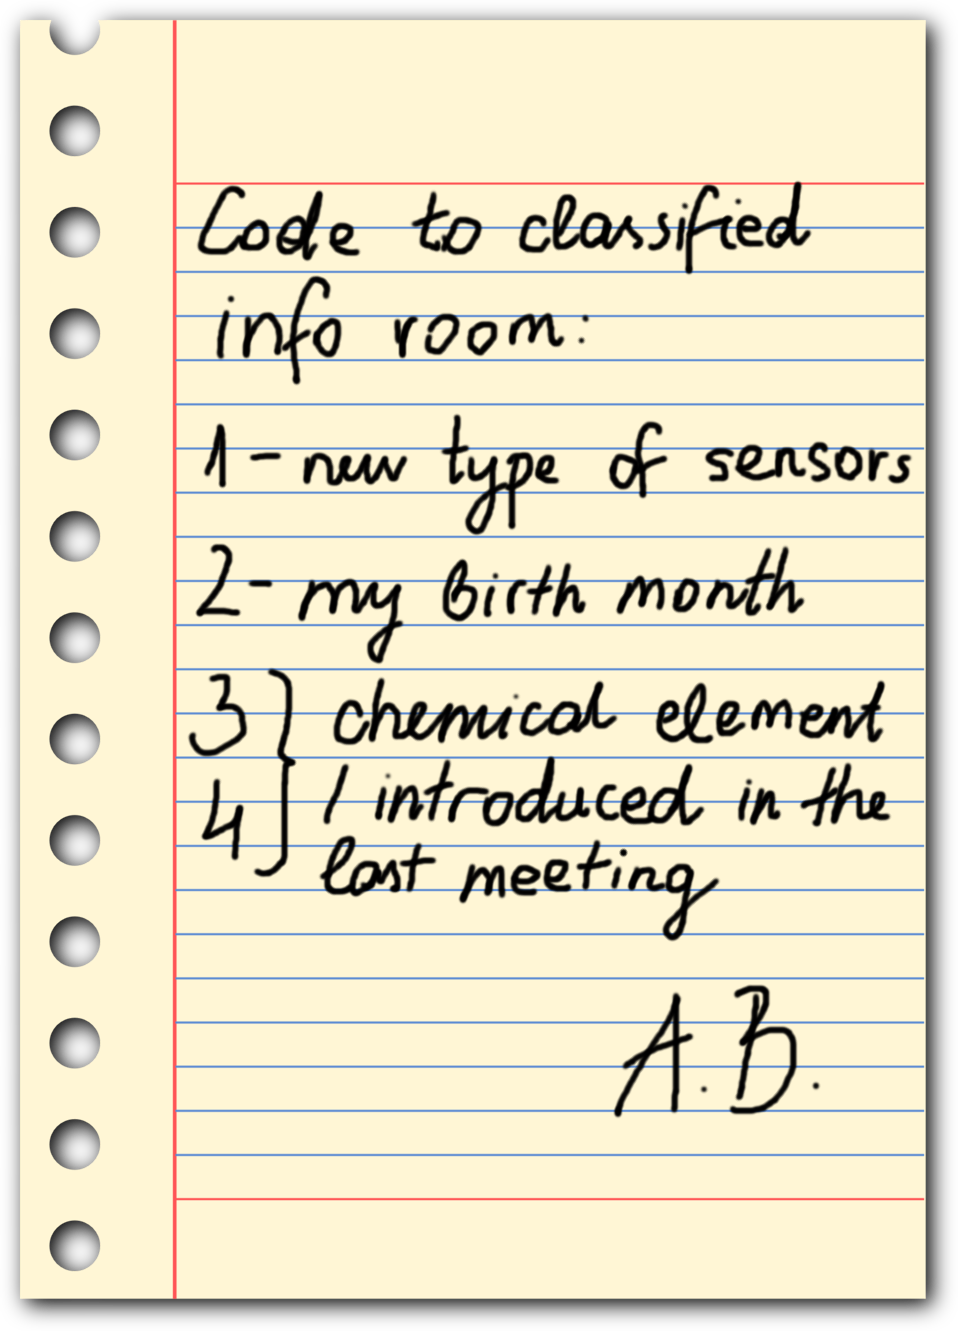 Code to classified
info room:
1 - new type of sensors
2 - my birth month
3 } chemical element
4 } I introduced in the
last meeting
A.B.